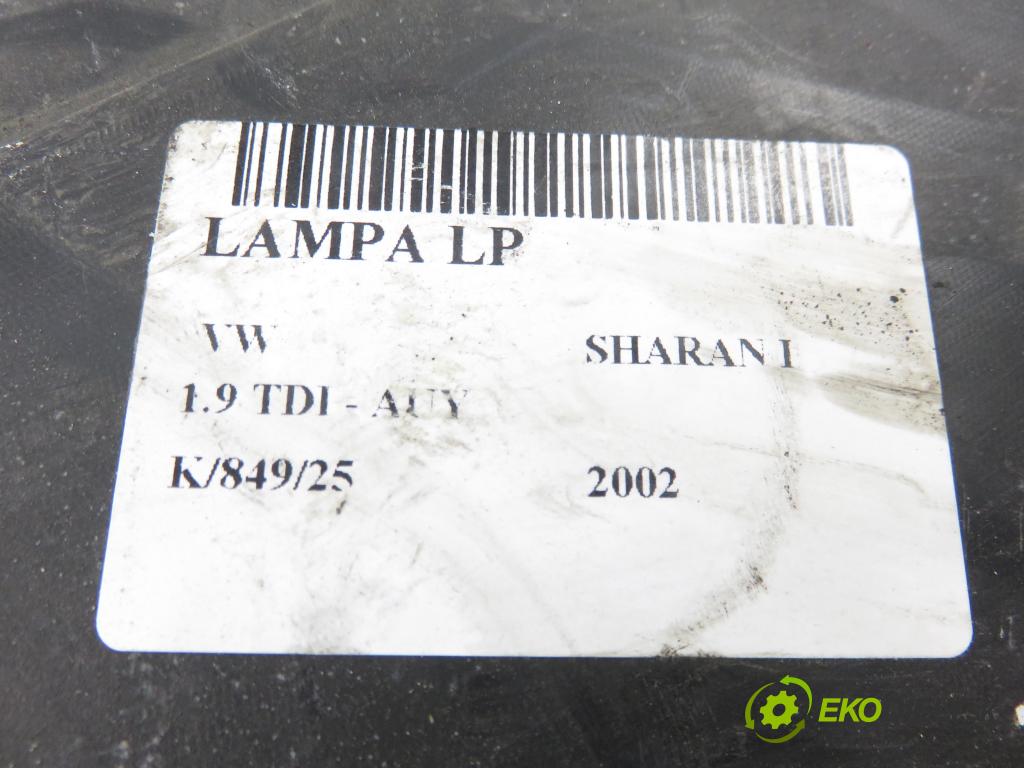 LAMPA LP
VW SHARAN I
1.9 TDI - AUY
K/849/25 2002
EKO